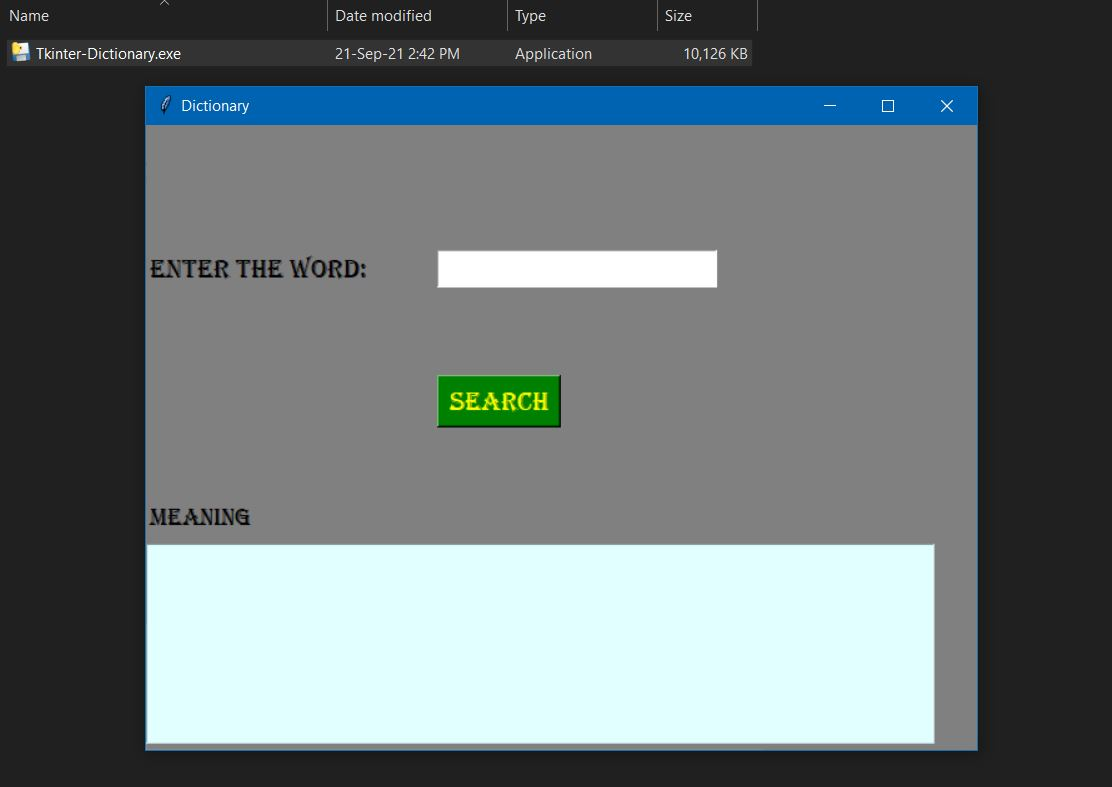 Name Date modified Type Size
Tkinter-Dictionary.exe 21-Sep-21 2:42 PM Application 10,126 KB
Dictionary
ENTER THE WORD:
SEARCH
MEANING